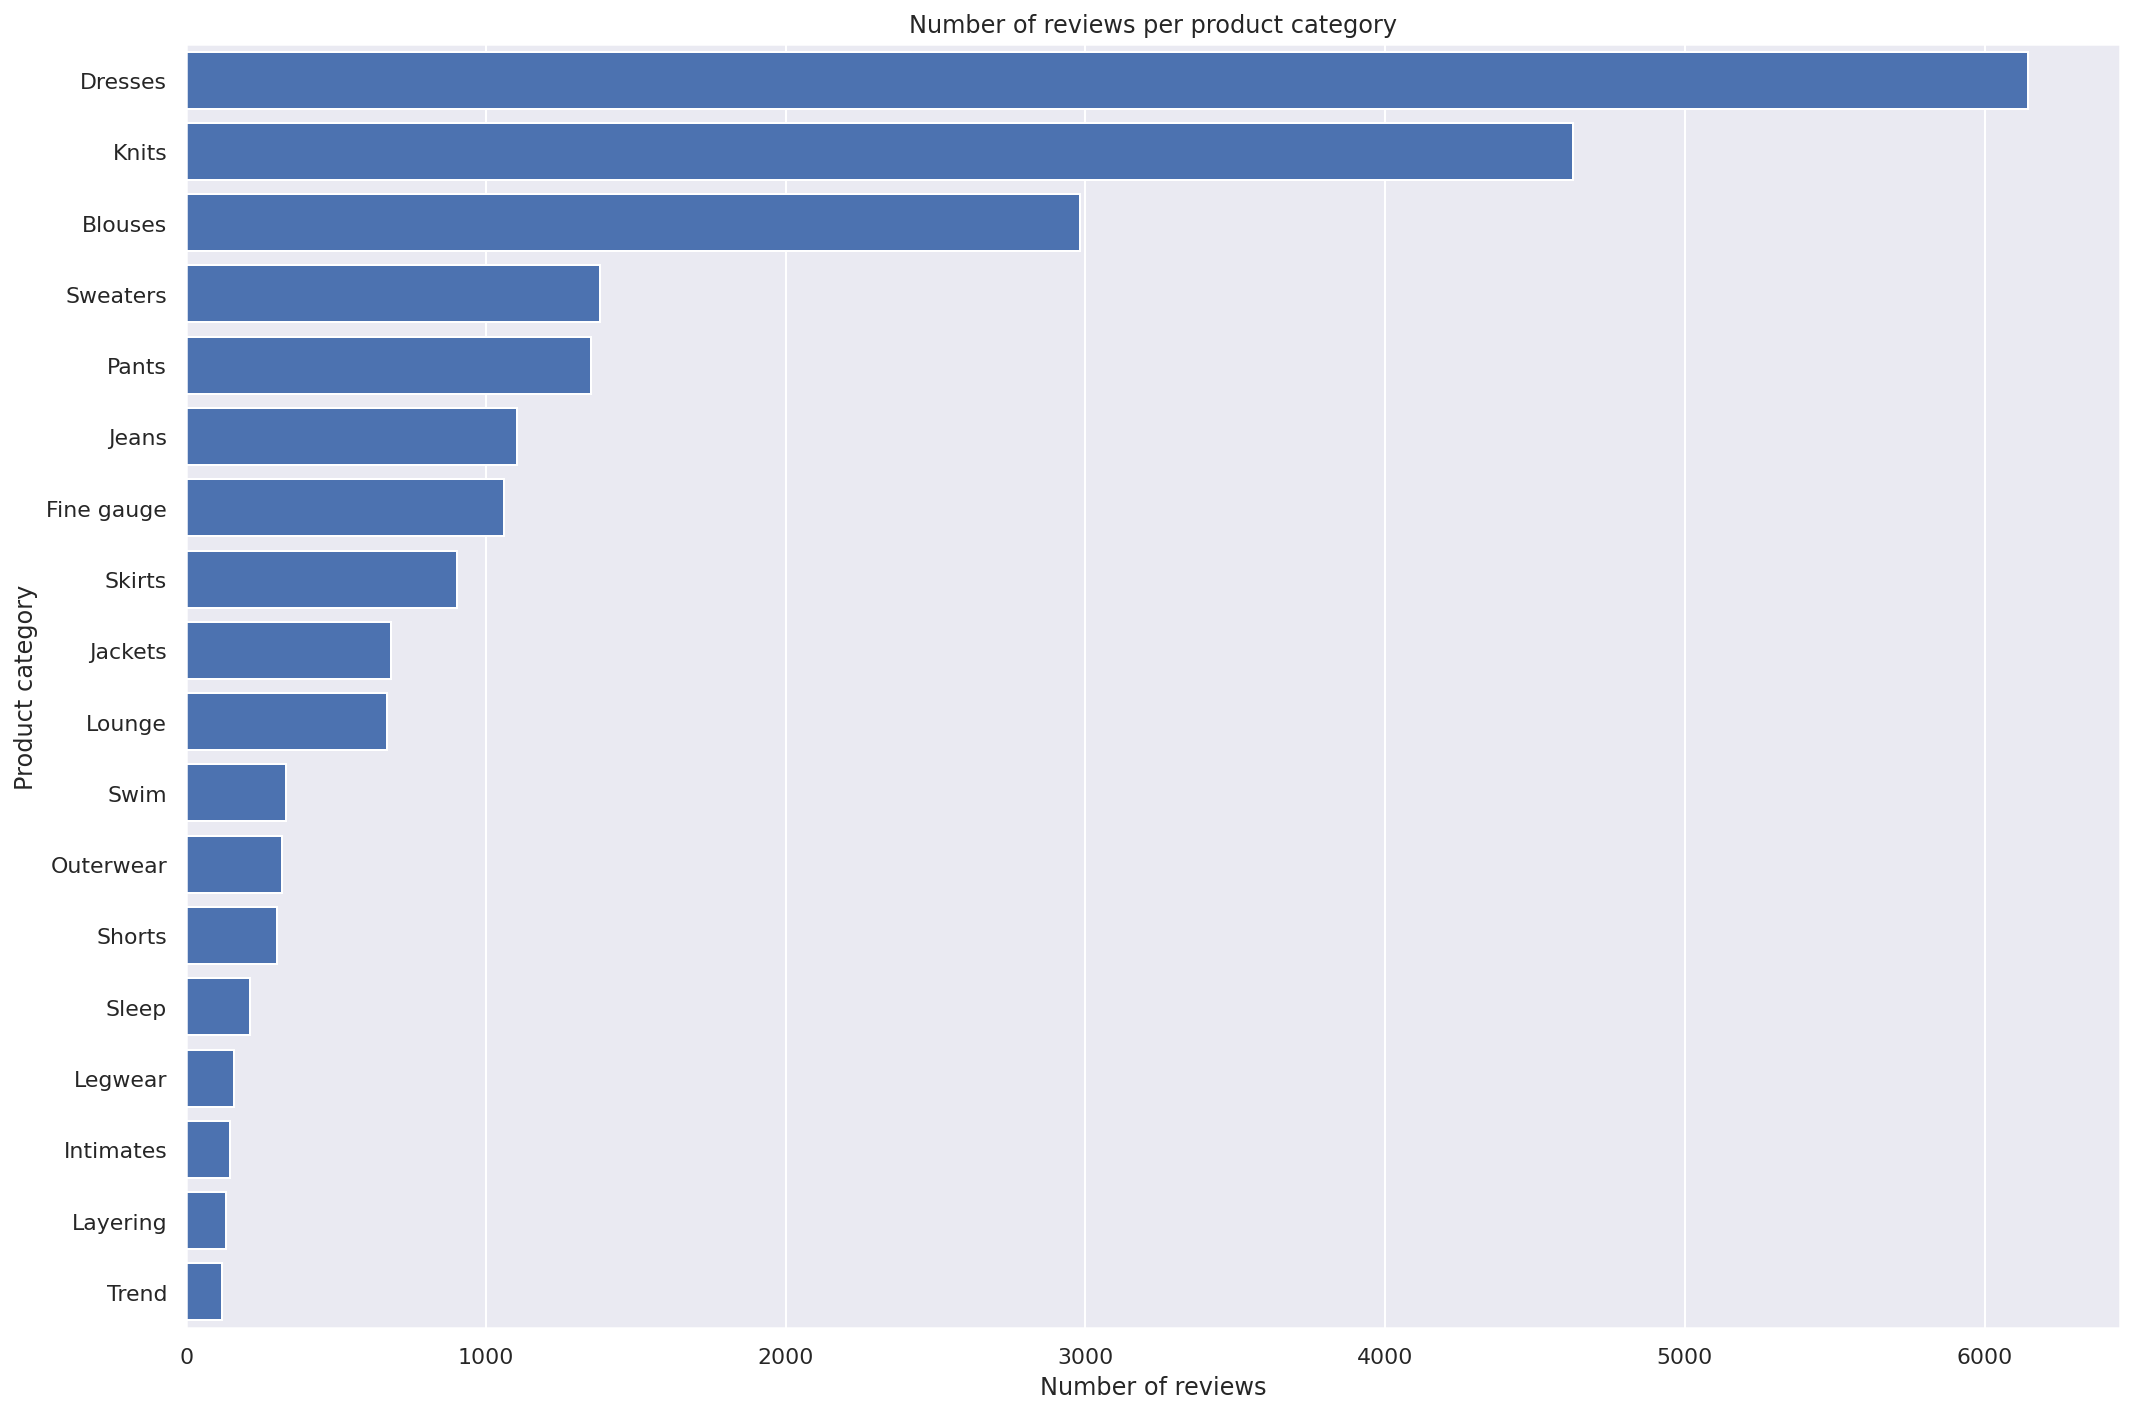 Number of reviews per product category
Dresses
Knits
Blouses
Sweaters
Pants
Jeans
Fine gauge
Skirts
Jackets
Lounge
Swim
Outerwear
Shorts
Sleep
Legwear
Intimates
Layering
Trend
Product category
0 1000 2000 3000 4000 5000 6000
Number of reviews